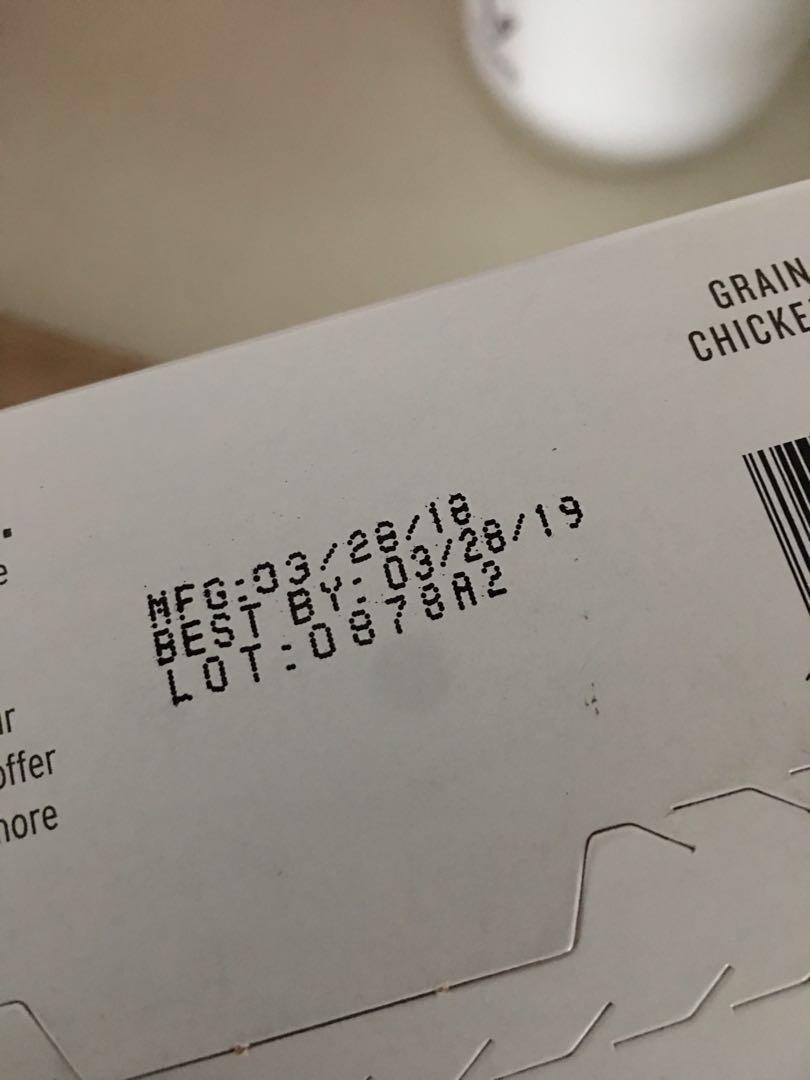 GRAIN
CHICKE
MFG:03/28/18
BEST BY:03/28/19
LOT:0878A2
offer
more